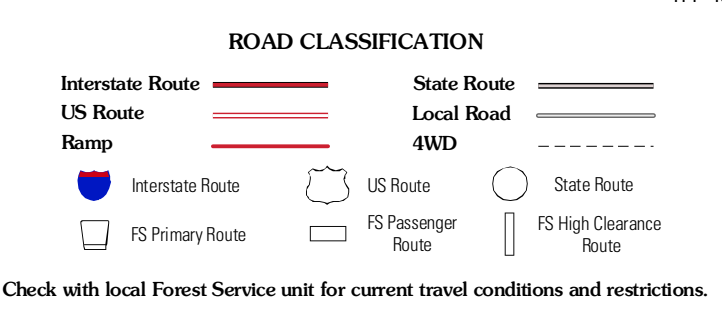 ROAD CLASSIFICATION
Interstate Route
State Route
US Route
Local Road
Ramp
4WD
Interstate Route
US Route
State Route
FS Primary Route
FS Passenger
Route
FS High Clearance
Route
Check with local Forest Service unit for current travel conditions and restrictions.